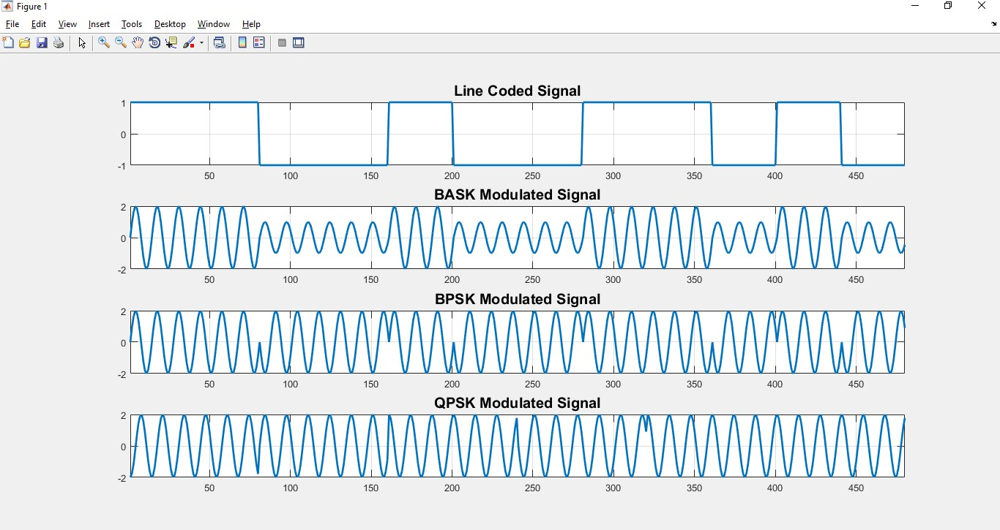 Figure 1
File Edit View Insert Tools Desktop Window Help
Line Coded Signal
1
0
-1
50 100 150 200 250 300 350 400 450
BASK Modulated Signal
2
0
-2
50 100 150 200 250 300 350 400 450
BPSK Modulated Signal
2
0
-2
50 100 150 200 250 300 350 400 450
QPSK Modulated Signal
2
0
-2
50 100 150 200 250 300 350 400 450